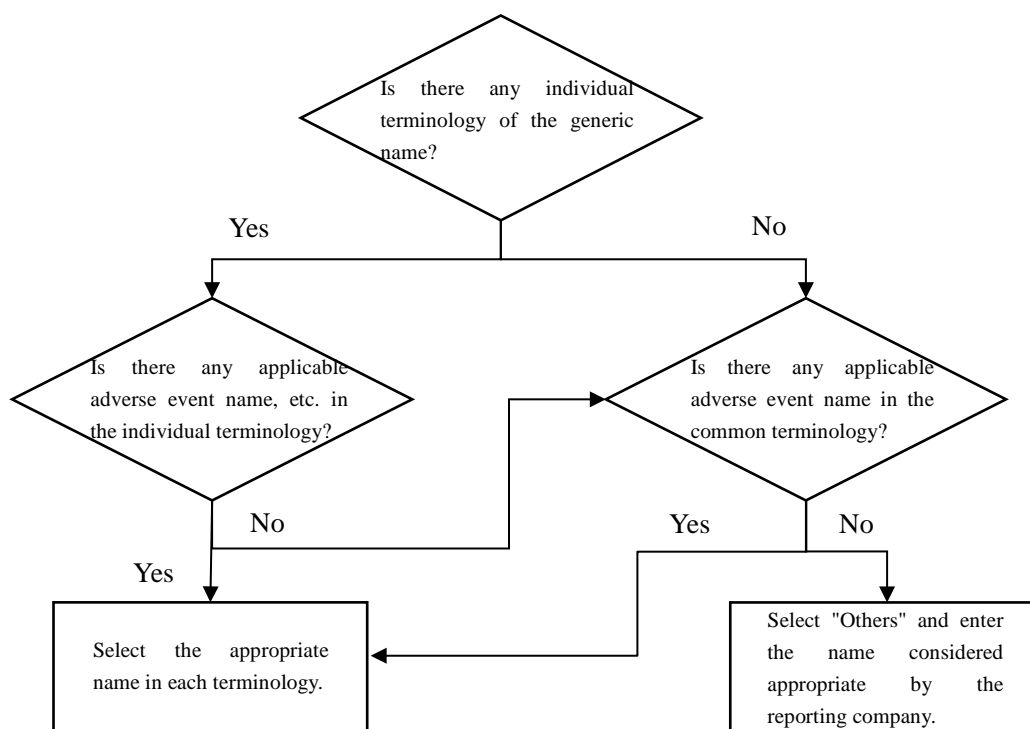 Is there any individual
terminology of the generic
name?
Yes
No
Is there any applicable
adverse event name, etc. in
the individual terminology?
Is there any applicable
adverse event name in the
common terminology?
No
Yes
No
Yes
Select the appropriate
name in each terminology.
Select "Others" and enter
the name considered
appropriate by the
reporting company.